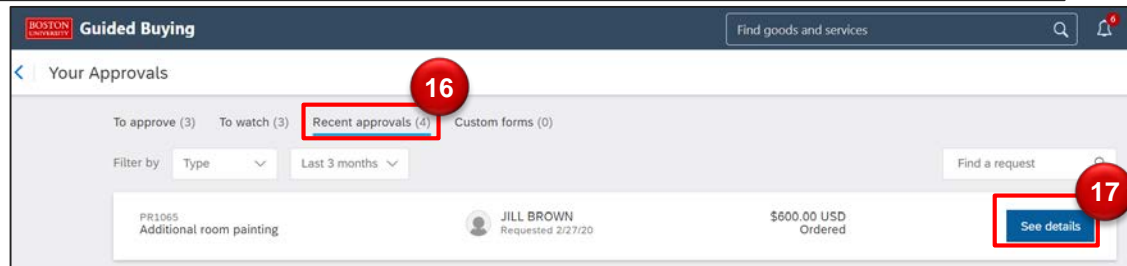 BOSTON UNIVERSITY Guided Buying Find goods and services 6
Your Approvals
16
To approve (3) To watch (3) Recent approvals (4) Custom forms (0)
Filter by Type Last 3 months Find a request
17
PR1065 JILL BROWN $600.00 USD See details
Additional room painting Requested 2/27/20 Ordered